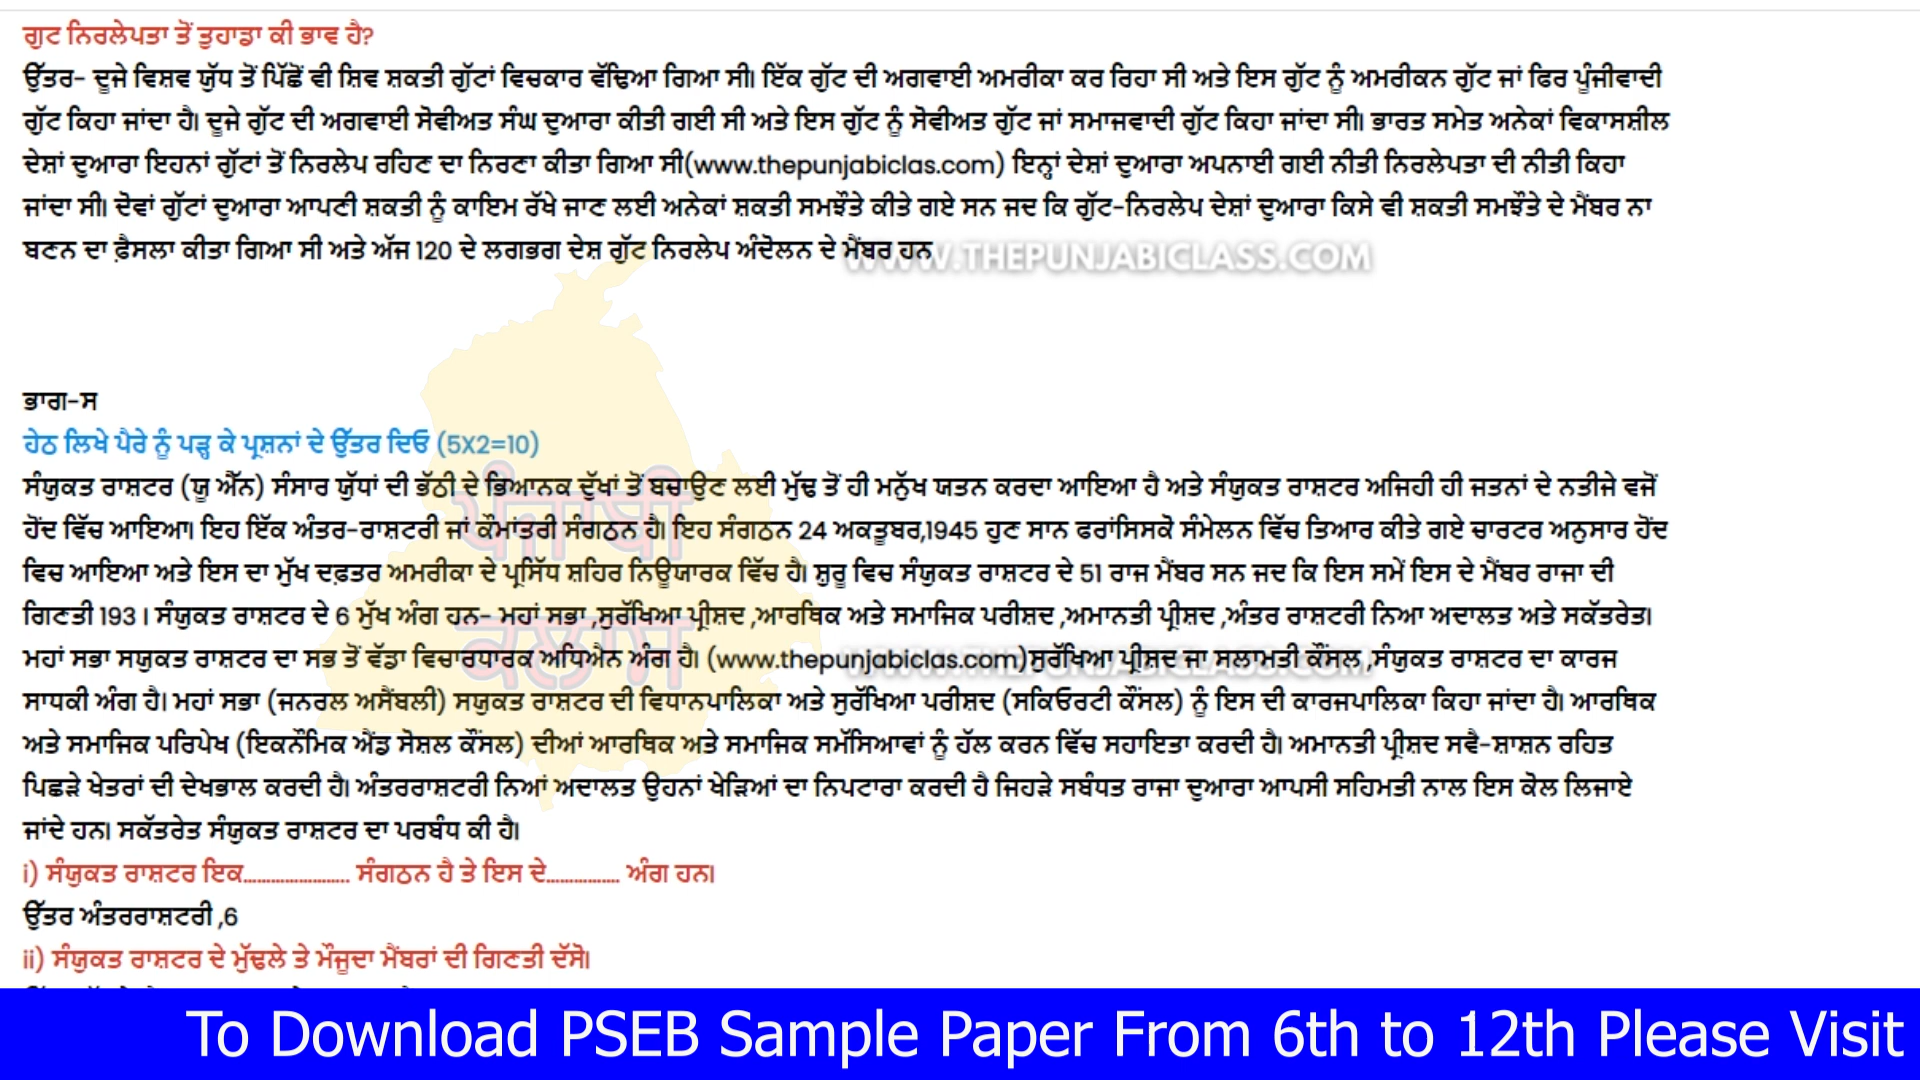 ਗੁਟ ਨਿਰਲੇਪਤਾ ਤੋਂ ਤੁਹਾਡਾ ਕੀ ਭਾਵ ਹੈ?
ਉੱਤਰ- ਦੂਜੇ ਵਿਸ਼ਵ ਯੁੱਧ ਤੋਂ ਪਿੱਛੋਂ ਵੀ ਸ਼ਿਵ ਸ਼ਕਤੀ ਗੁੱਟਾਂ ਵਿਚਕਾਰ ਵੱਢਿਆ ਗਿਆ ਸੀ। ਇੱਕ ਗੁੱਟ ਦੀ ਅਗਵਾਈ ਅਮਰੀਕਾ ਕਰ ਰਿਹਾ ਸੀ ਅਤੇ ਇਸ ਗੁੱਟ ਨੂੰ ਅਮਰੀਕਨ ਗੁੱਟ ਜਾਂ ਫਿਰ ਪੂੰਜੀਵਾਦੀ
ਗੁੱਟ ਕਿਹਾ ਜਾਂਦਾ ਹੈ। ਦੂਜੇ ਗੁੱਟ ਦੀ ਅਗਵਾਈ ਸੋਵੀਅਤ ਸੰਘ ਦੁਆਰਾ ਕੀਤੀ ਗਈ ਸੀ ਅਤੇ ਇਸ ਗੁੱਟ ਨੂੰ ਸੋਵੀਅਤ ਗੁੱਟ ਜਾਂ ਸਮਾਜਵਾਦੀ ਗੁੱਟ ਕਿਹਾ ਜਾਂਦਾ ਸੀ। ਭਾਰਤ ਸਮੇਤ ਅਨੇਕਾਂ ਵਿਕਾਸਸ਼ੀਲ
ਦੇਸ਼ਾਂ ਦੁਆਰਾ ਇਹਨਾਂ ਗੁੱਟਾਂ ਤੋਂ ਨਿਰਲੇਪ ਰਹਿਣ ਦਾ ਨਿਰਣਾ ਕੀਤਾ ਗਿਆ ਸੀ(www.thepunjabiclas.com) ਇਨ੍ਹਾਂ ਦੇਸ਼ਾਂ ਦੁਆਰਾ ਅਪਨਾਈ ਗਈ ਨੀਤੀ ਨਿਰਲੇਪਤਾ ਦੀ ਨੀਤੀ ਕਿਹਾ
ਜਾਂਦਾ ਸੀ। ਦੋਵਾਂ ਗੁੱਟਾਂ ਦੁਆਰਾ ਆਪਣੀ ਸ਼ਕਤੀ ਨੂੰ ਕਾਇਮ ਰੱਖੇ ਜਾਣ ਲਈ ਅਨੇਕਾਂ ਸ਼ਕਤੀ ਸਮਝੌਤੇ ਕੀਤੇ ਗਏ ਸਨ ਜਦ ਕਿ ਗੁੱਟ-ਨਿਰਲੇਪ ਦੇਸ਼ਾਂ ਦੁਆਰਾ ਕਿਸੇ ਵੀ ਸ਼ਕਤੀ ਸਮਝੌਤੇ ਦੇ ਮੈਂਬਰ ਨਾ
ਬਣਨ ਦਾ ਫ਼ੈਸਲਾ ਕੀਤਾ ਗਿਆ ਸੀ ਅਤੇ ਅੱਜ 120 ਦੇ ਲਗਭਗ ਦੇਸ਼ ਗੁੱਟ ਨਿਰਲੇਪ ਅੰਦੋਲਨ ਦੇ ਮੈਂਬਰ ਹਨ
WWW.THEPUNJABICLASS.COM
ਭਾਗ-ਸ
ਹੇਠ ਲਿਖੇ ਪੈਰੇ ਨੂੰ ਪੜ੍ਹ ਕੇ ਪ੍ਰਸ਼ਨਾਂ ਦੇ ਉੱਤਰ ਦਿਓ (5X2=10)
ਪੰਜਾਬੀ
ਕਲਾਸ
ਸੰਯੁਕਤ ਰਾਸ਼ਟਰ (ਯੂ ਐੱਨ) ਸੰਸਾਰ ਯੁੱਧਾਂ ਦੀ ਭੱਠੀ ਦੇ ਭਿਆਨਕ ਦੁੱਖਾਂ ਤੋਂ ਬਚਾਉਣ ਲਈ ਮੁੱਢ ਤੋਂ ਹੀ ਮਨੁੱਖ ਯਤਨ ਕਰਦਾ ਆਇਆ ਹੈ ਅਤੇ ਸੰਯੁਕਤ ਰਾਸ਼ਟਰ ਅਜਿਹੀ ਹੀ ਜਤਨਾਂ ਦੇ ਨਤੀਜੇ ਵਜੋਂ
ਹੋਂਦ ਵਿੱਚ ਆਇਆ। ਇਹ ਇੱਕ ਅੰਤਰ-ਰਾਸ਼ਟਰੀ ਜਾਂ ਕੌਮਾਂਤਰੀ ਸੰਗਠਨ ਹੈ। ਇਹ ਸੰਗਠਨ 24 ਅਕਤੂਬਰ,1945 ਹੁਣ ਸਾਨ ਫਰਾਂਸਿਸਕੋ ਸੰਮੇਲਨ ਵਿੱਚ ਤਿਆਰ ਕੀਤੇ ਗਏ ਚਾਰਟਰ ਅਨੁਸਾਰ ਹੋਂਦ
ਵਿਚ ਆਇਆ ਅਤੇ ਇਸ ਦਾ ਮੁੱਖ ਦਫ਼ਤਰ ਅਮਰੀਕਾ ਦੇ ਪ੍ਰਸਿੱਧ ਸ਼ਹਿਰ ਨਿਊਯਾਰਕ ਵਿੱਚ ਹੈ। ਸ਼ੁਰੂ ਵਿਚ ਸੰਯੁਕਤ ਰਾਸ਼ਟਰ ਦੇ 51 ਰਾਜ ਮੈਂਬਰ ਸਨ ਜਦ ਕਿ ਇਸ ਸਮੇਂ ਇਸ ਦੇ ਮੈਂਬਰ ਰਾਜਾ ਦੀ
ਗਿਣਤੀ 193 । ਸੰਯੁਕਤ ਰਾਸ਼ਟਰ ਦੇ 6 ਮੁੱਖ ਅੰਗ ਹਨ- ਮਹਾਂ ਸਭਾ ,ਸੁਰੱਖਿਆ ਪ੍ਰੀਸ਼ਦ ,ਆਰਥਿਕ ਅਤੇ ਸਮਾਜਿਕ ਪਰੀਸ਼ਦ ,ਅਮਾਨਤੀ ਪ੍ਰੀਸ਼ਦ ,ਅੰਤਰ ਰਾਸ਼ਟਰੀ ਨਿਆ ਅਦਾਲਤ ਅਤੇ ਸਕੱਤਰੇਤ।
ਮਹਾਂ ਸਭਾ ਸਯੁਕਤ ਰਾਸ਼ਟਰ ਦਾ ਸਭ ਤੋਂ ਵੱਡਾ ਵਿਚਾਰਧਾਰਕ ਅਧਿਐਨ ਅੰਗ ਹੈ। (www.thepunjabiclas.com)ਸੁਰੱਖਿਆ ਪ੍ਰੀਸ਼ਦ ਜਾ ਸਲਾਮਤੀ ਕੌਂਸਲ ,ਸੰਯੁਕਤ ਰਾਸ਼ਟਰ ਦਾ ਕਾਰਜ
ਸਾਧਕੀ ਅੰਗ ਹੈ। ਮਹਾਂ ਸਭਾ (ਜਨਰਲ ਅਸੈਂਬਲੀ) ਸਯੁਕਤ ਰਾਸ਼ਟਰ ਦੀ ਵਿਧਾਨਪਾਲਿਕਾ ਅਤੇ ਸੁਰੱਖਿਆ ਪਰੀਸ਼ਦ (ਸਕਿਓਰਟੀ ਕੌਂਸਲ) ਨੂੰ ਇਸ ਦੀ ਕਾਰਜਪਾਲਿਕਾ ਕਿਹਾ ਜਾਂਦਾ ਹੈ। ਆਰਥਿਕ
ਅਤੇ ਸਮਾਜਿਕ ਪਰਿਪੇਖ (ਇਕਨੌਮਿਕ ਐਂਡ ਸੋਸ਼ਲ ਕੌਂਸਲ) ਦੀਆਂ ਆਰਥਿਕ ਅਤੇ ਸਮਾਜਿਕ ਸਮੱਸਿਆਵਾਂ ਨੂੰ ਹੱਲ ਕਰਨ ਵਿੱਚ ਸਹਾਇਤਾ ਕਰਦੀ ਹੈ। ਅਮਾਨਤੀ ਪ੍ਰੀਸ਼ਦ ਸਵੈ-ਸ਼ਾਸ਼ਨ ਰਹਿਤ
ਪਿਛੜੇ ਖੇਤਰਾਂ ਦੀ ਦੇਖਭਾਲ ਕਰਦੀ ਹੈ। ਅੰਤਰਰਾਸ਼ਟਰੀ ਨਿਆਂ ਅਦਾਲਤ ਉਹਨਾਂ ਖੇੜਿਆਂ ਦਾ ਨਿਪਟਾਰਾ ਕਰਦੀ ਹੈ ਜਿਹੜੇ ਸਬੰਧਤ ਰਾਜਾ ਦੁਆਰਾ ਆਪਸੀ ਸਹਿਮਤੀ ਨਾਲ ਇਸ ਕੋਲ ਲਿਜਾਏ
ਜਾਂਦੇ ਹਨ। ਸਕੱਤਰੇਤ ਸੰਯੁਕਤ ਰਾਸ਼ਟਰ ਦਾ ਪਰਬੰਧ ਕੀ ਹੈ।
i) ਸੰਯੁਕਤ ਰਾਸ਼ਟਰ ਇਕ....................... ਸੰਗਠਨ ਹੈ ਤੇ ਇਸ ਦੇ................ ਅੰਗ ਹਨ।
ਉੱਤਰ ਅੰਤਰਰਾਸ਼ਟਰੀ ,6
ii) ਸੰਯੁਕਤ ਰਾਸ਼ਟਰ ਦੇ ਮੁੱਢਲੇ ਤੇ ਮੌਜੂਦਾ ਮੈਂਬਰਾਂ ਦੀ ਗਿਣਤੀ ਦੱਸੋ।
To Download PSEB Sample Paper From 6th to 12th Please Visit